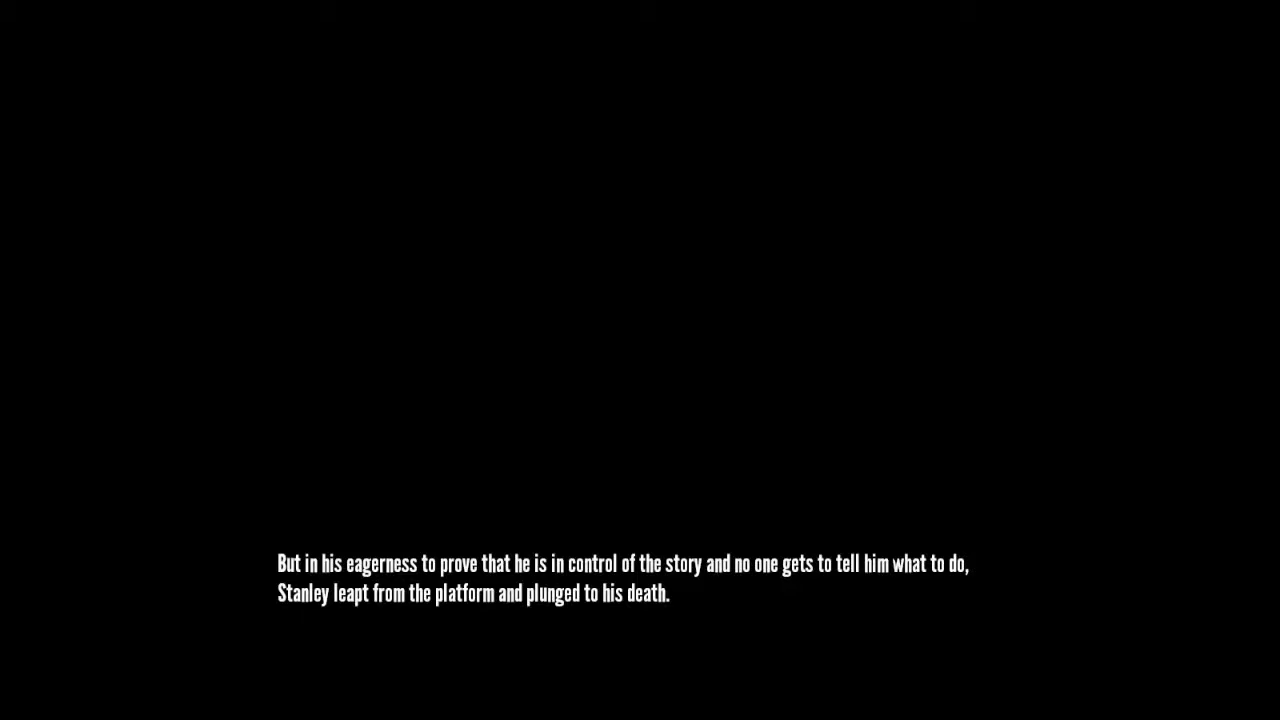 But in his eagerness to prove that he is in control of the story and no one gets to tell him what to do,
Stanley leapt from the platform and plunged to his death.